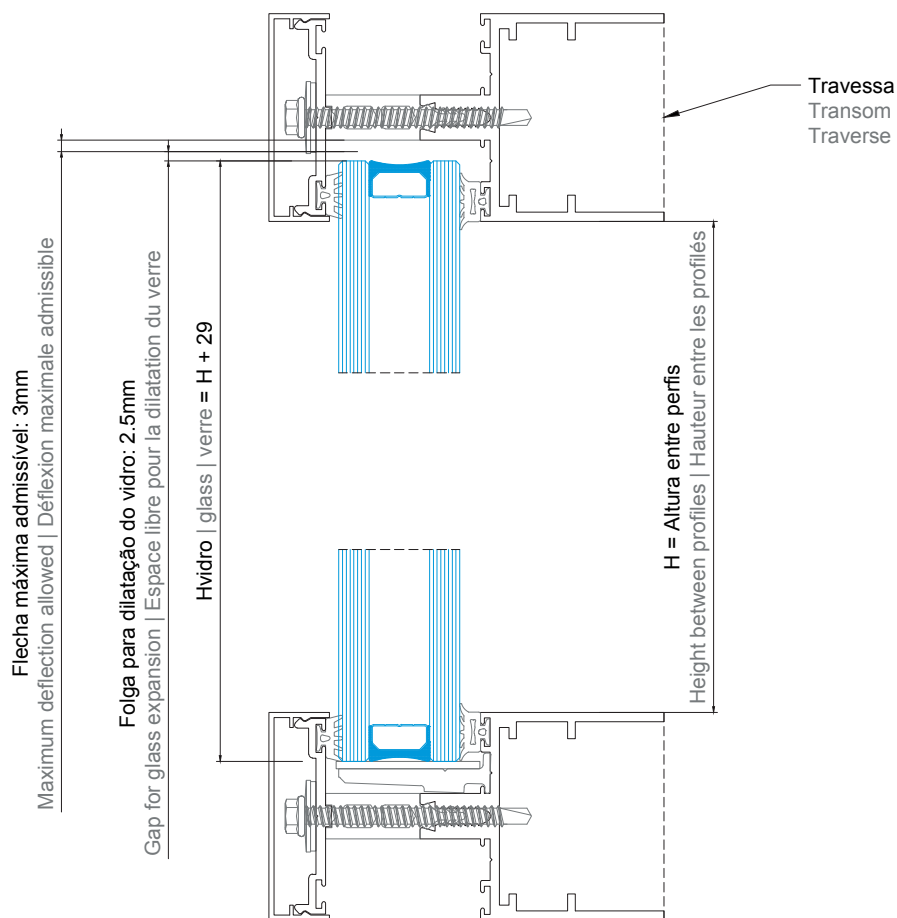 Travessa
Transom
Traverse
Flecha máxima admissível: 3mm
Maximum deflection allowed | Déflexion maximale admissible
Folga para dilatação do vidro: 2.5mm
Gap for glass expansion | Espace libre pour la dilatation du verre
Hvidro | glass | verre = H + 29
H = Altura entre perfis
Height between profiles | Hauteur entre les profilés